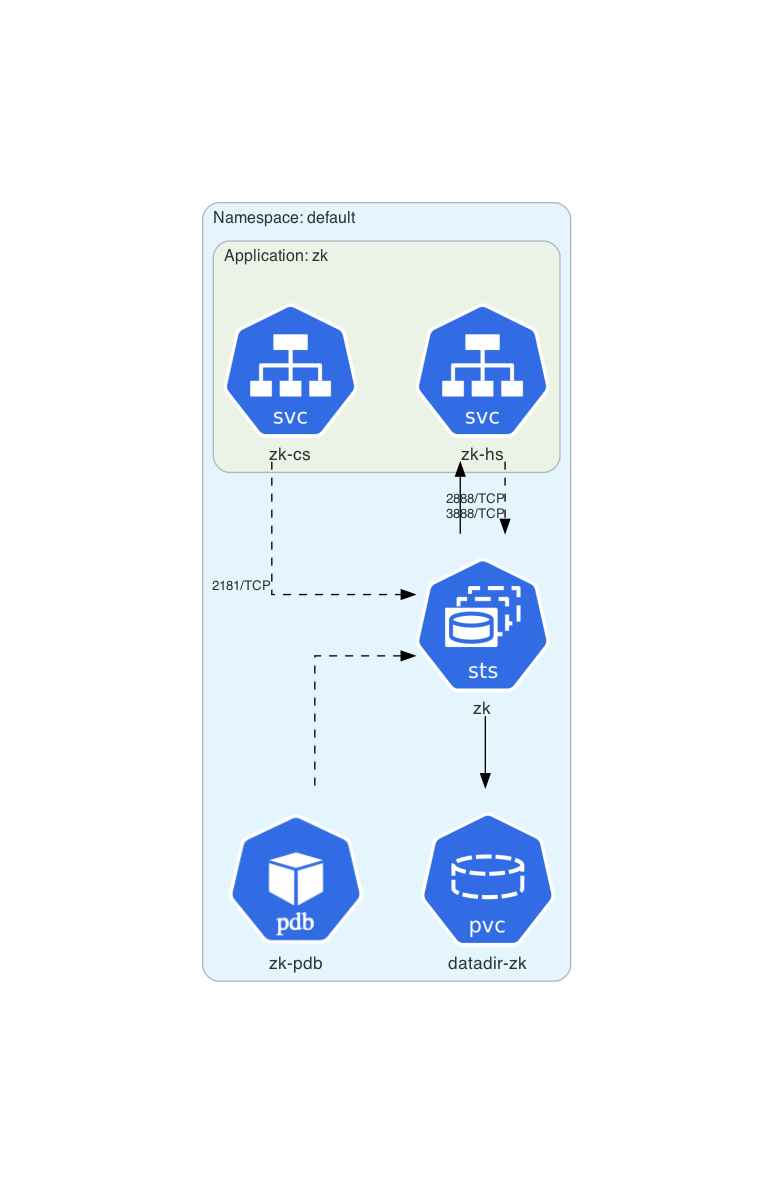 Namespace: default
Application: zk
svc
svc
zk-cs
zk-hs
2888/TCP
3888/TCP
2181/TCP
sts
zk
pdb
pvc
zk-pdb
datadir-zk